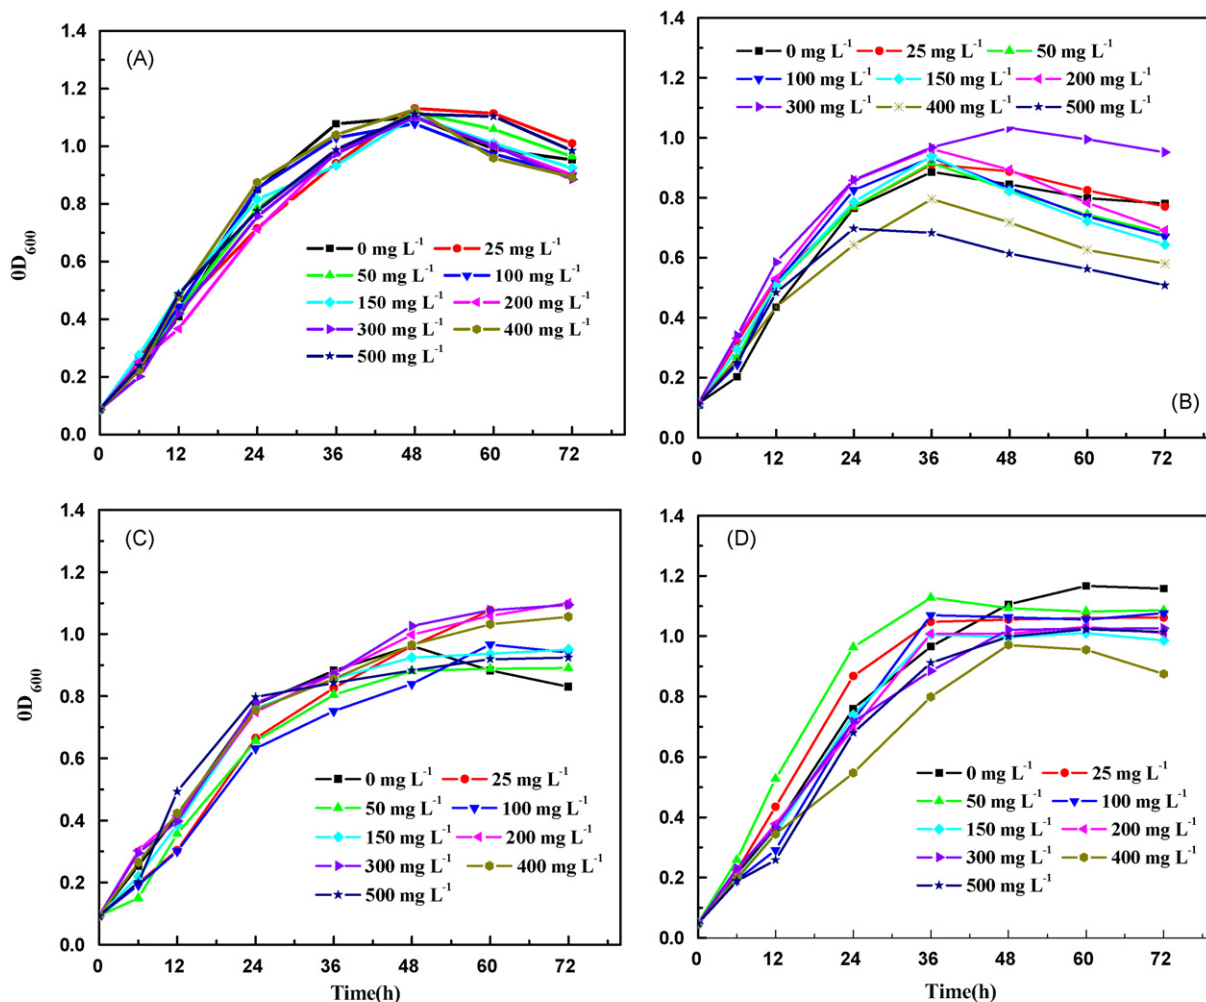 1.4
1.2
1.0
0.8
0.6
0.4
0.2
0.0
0D600
(A)
0 mg L-1 25 mg L-1
50 mg L-1 100 mg L-1
150 mg L-1 200 mg L-1
300 mg L-1 400 mg L-1
500 mg L-1
0 12 24 36 48 60 72
1.4
1.2
1.0
0.8
0.6
0.4
0.2
0.0
0 mg L-1 25 mg L-1 50 mg L-1
100 mg L-1 150 mg L-1 200 mg L-1
300 mg L-1 400 mg L-1 500 mg L-1
(B)
0 12 24 36 48 60 72
1.4
1.2
1.0
0.8
0.6
0.4
0.2
0.0
0D600
(C)
0 mg L-1 25 mg L-1
50 mg L-1 100 mg L-1
150 mg L-1 200 mg L-1
300 mg L-1 400 mg L-1
500 mg L-1
0 12 24 36 48 60 72
Time(h)
1.4
1.2
1.0
0.8
0.6
0.4
0.2
0.0
(D)
0 mg L-1 25 mg L-1
50 mg L-1 100 mg L-1
150 mg L-1 200 mg L-1
300 mg L-1 400 mg L-1
500 mg L-1
0 12 24 36 48 60 72
Time(h)